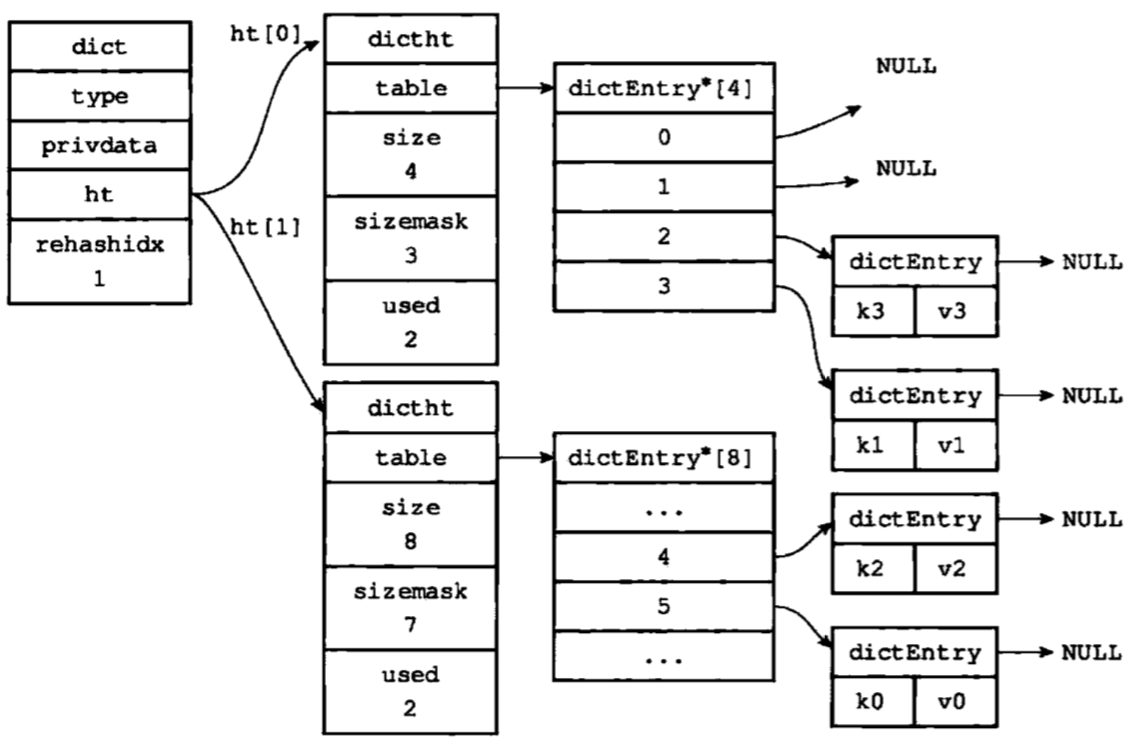 dict
type
privdata
ht
rehashidx
1
ht[0]
ht[1]
dictht
table
size
4
sizemask
3
used
2
dictEntry*[4]
0
1
2
3
NULL
NULL
dictEntry
NULL
k3 v3
dictEntry
NULL
k1 v1
dictht
table
size
8
sizemask
7
used
2
dictEntry*[8]
...
4
5
...
dictEntry
NULL
k2 v2
dictEntry
NULL
k0 v0